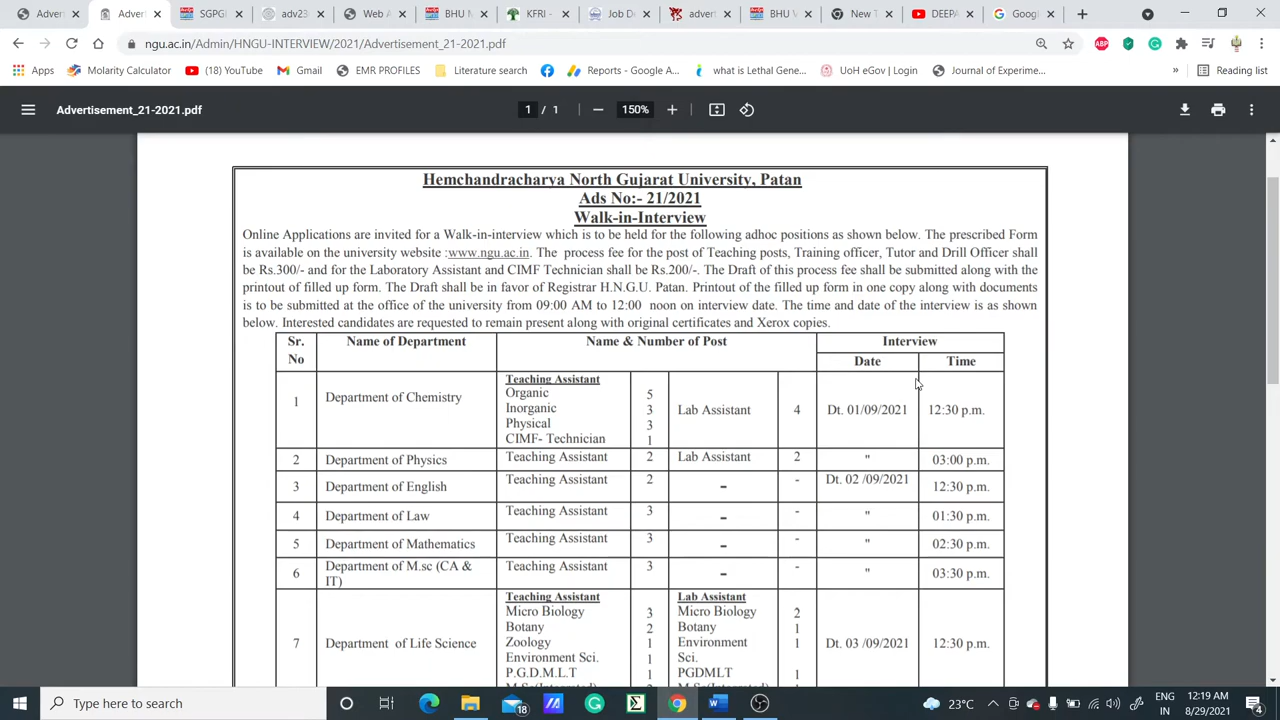 Adver
Adver
SGPG
adv23
Web A
BHU M
KFRI -
Job De
advert
BHU V
New T
DEEPA
Googl
ngu.ac.in/Admin/HNGU-INTERVIEW/2021/Advertisement_21-2021.pdf
Apps
Molarity Calculator
(18) YouTube
Gmail
EMR PROFILES
Literature search
Reports - Google A...
what is Lethal Gene...
UoH eGov | Login
Journal of Experime...
»
Reading list
Advertisement_21-2021.pdf
1 / 1
150%
Hemchandracharya North Gujarat University, Patan
Ads No:- 21/2021
Walk-in-Interview
Online Applications are invited for a Walk-in-interview which is to be held for the following adhoc positions as shown below. The prescribed Form
is available on the university website :www.ngu.ac.in. The process fee for the post of Teaching posts, Training officer, Tutor and Drill Officer shall
be Rs.300/- and for the Laboratory Assistant and CIMF Technician shall be Rs.200/-. The Draft of this process fee shall be submitted along with the
printout of filled up form. The Draft shall be in favor of Registrar H.N.G.U. Patan. Printout of the filled up form in one copy along with documents
is to be submitted at the office of the university from 09:00 AM to 12:00 noon on interview date. The time and date of the interview is as shown
below. Interested candidates are requested to remain present along with original certificates and Xerox copies.
Sr. No Name of Department Name & Number of Post Interview
Date Time
1 Department of Chemistry
Teaching Assistant
Organic 5
Inorganic 3
Physical 3
CIMF- Technician 1
Lab Assistant 4 Dt. 01/09/2021 12:30 p.m.
2 Department of Physics Teaching Assistant 2 Lab Assistant 2 " 03:00 p.m.
3 Department of English Teaching Assistant 2 - - Dt. 02 /09/2021 12:30 p.m.
4 Department of Law Teaching Assistant 3 - - " 01:30 p.m.
5 Department of Mathematics Teaching Assistant 3 - - " 02:30 p.m.
6 Department of M.sc (CA & IT) Teaching Assistant 3 - - " 03:30 p.m.
7 Department of Life Science
Teaching Assistant
Micro Biology 3
Botany 2
Zoology 1
Environment Sci. 1
P.G.D.M.L.T 1
Lab Assistant
Micro Biology 2
Botany 1
Environment Sci. 1
PGDMLT 1
Dt. 03 /09/2021 12:30 p.m.
Type here to search
18
23°C
ENG
IN
12:19 AM
8/29/2021